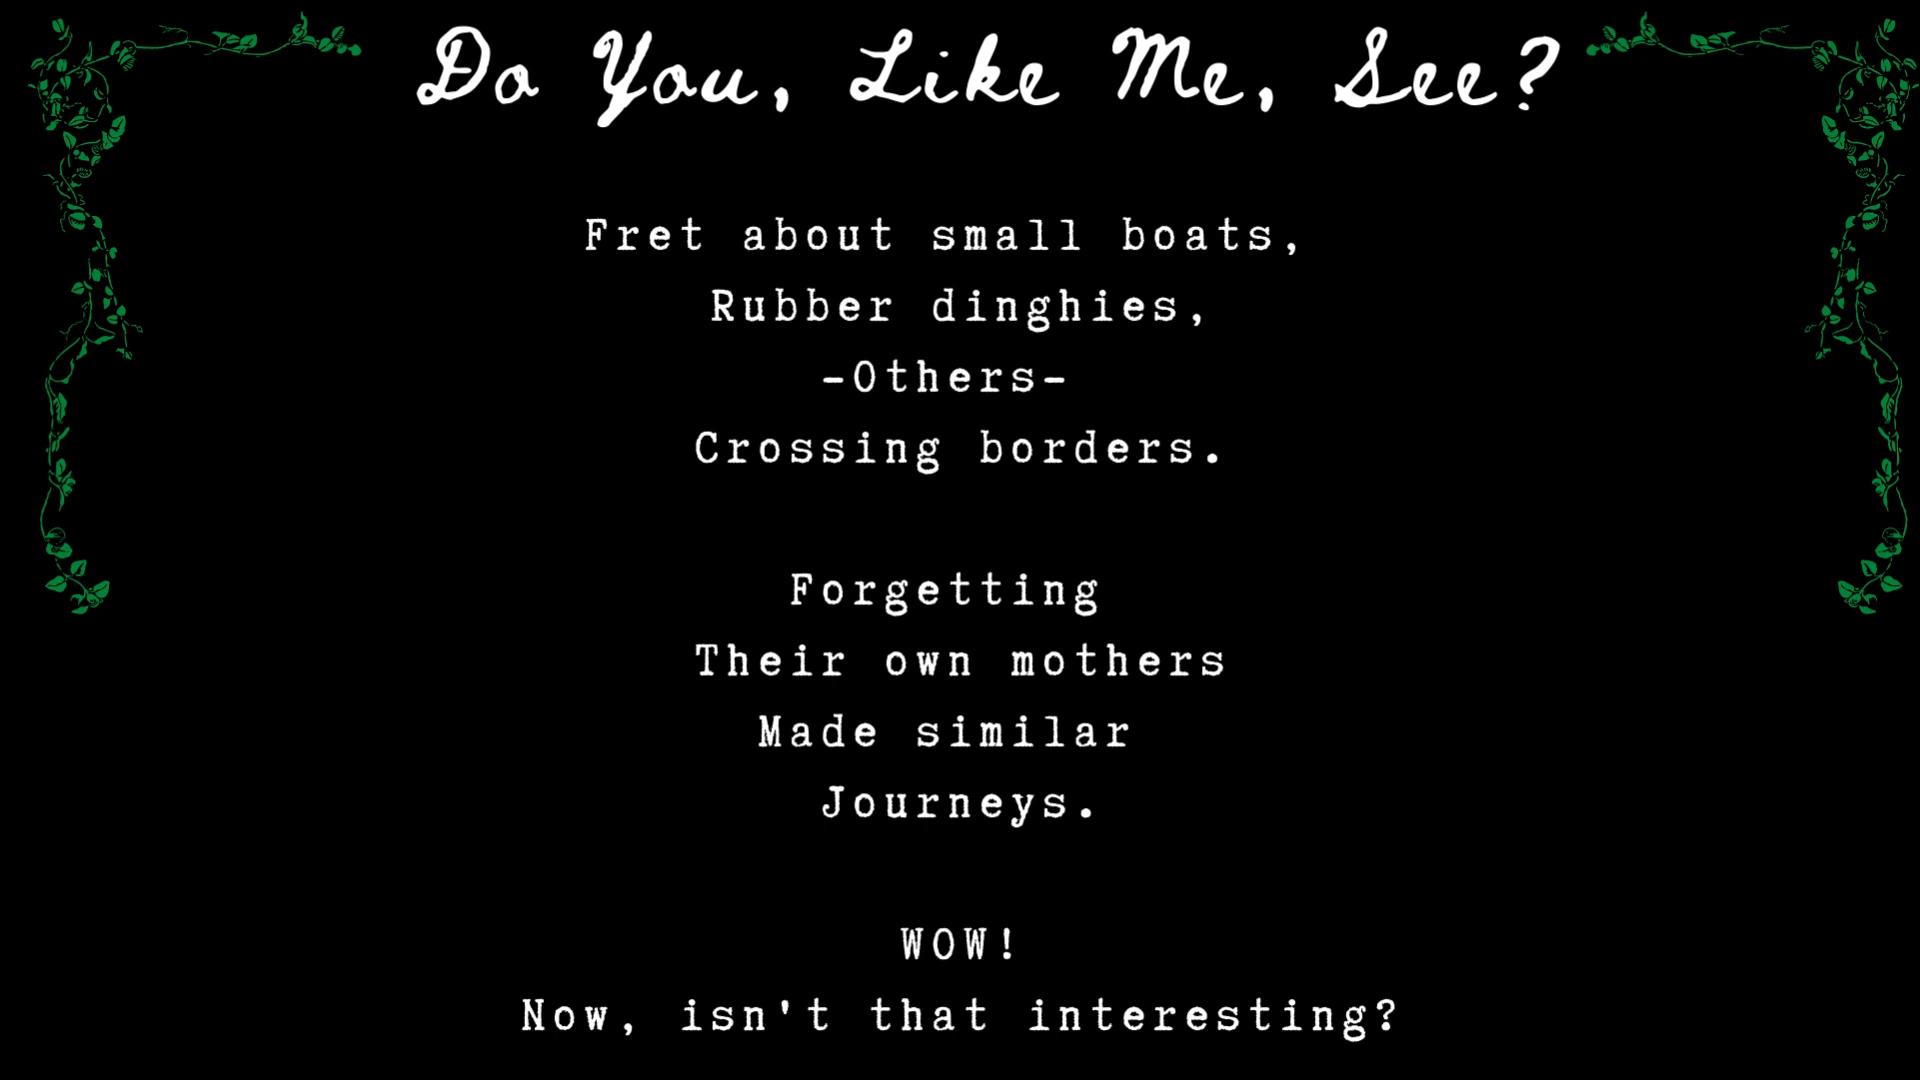 Do You, Like Me, See?
Fret about small boats,
Rubber dinghies,
-Others-
Crossing borders.
Forgetting
Their own mothers
Made similar
Journeys.
WOW!
Now, isn't that interesting?